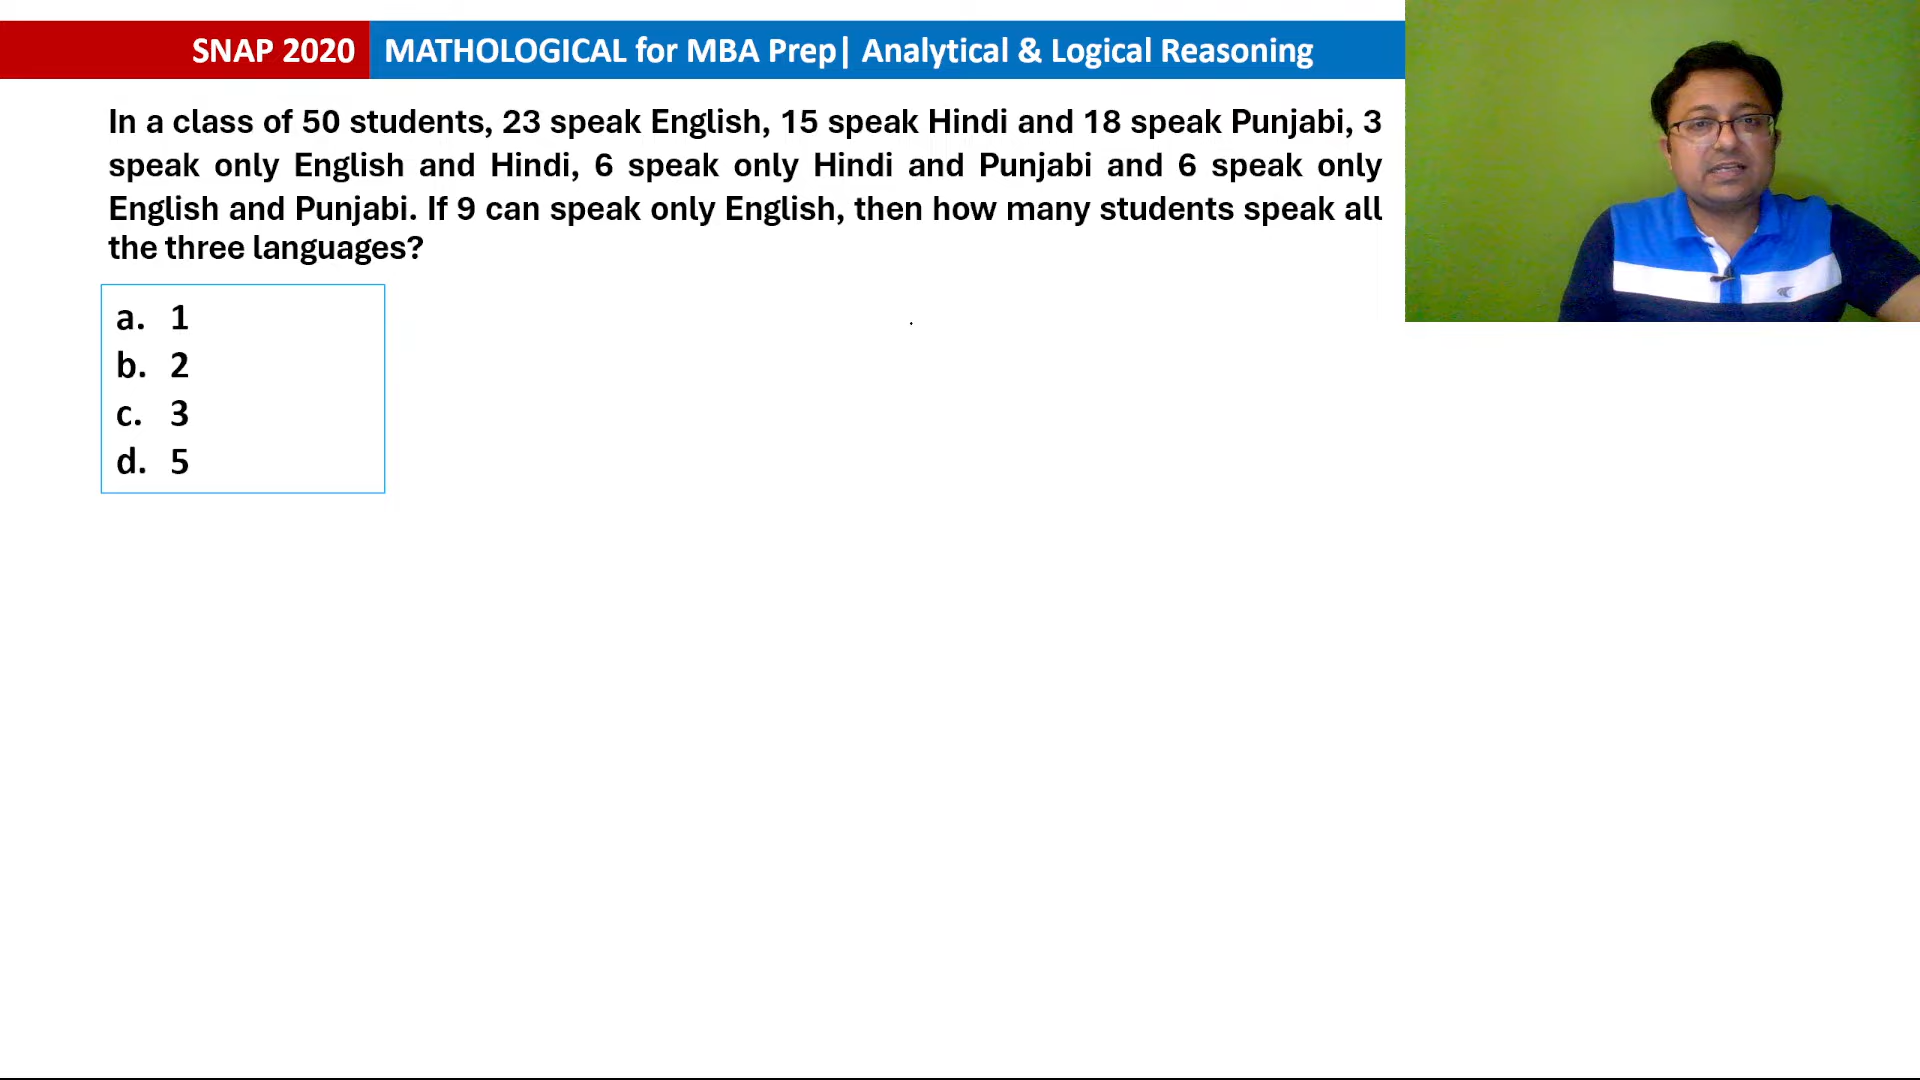 SNAP 2020 MATHOLOGICAL for MBA Prep| Analytical & Logical Reasoning
In a class of 50 students, 23 speak English, 15 speak Hindi and 18 speak Punjabi, 3
speak only English and Hindi, 6 speak only Hindi and Punjabi and 6 speak only
English and Punjabi. If 9 can speak only English, then how many students speak all
the three languages?
a. 1
b. 2
c. 3
d. 5